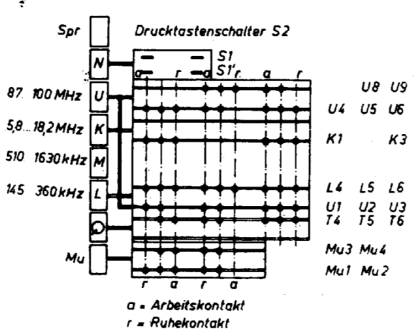 Spr Drucktastenschalter S2
N S1
a r S1' a r a r
87 100 MHz U U8 U9
U4 U5 U6
5,8...18,2 MHz K K1 K3
510 1630 kHz M
145 360 kHz L L4 L5 L6
U1 U2 U3
T4 T5 T6
Mu Mu3 Mu4
Mu1 Mu2
r a r a
a = Arbeitskontakt
r = Ruhekontakt